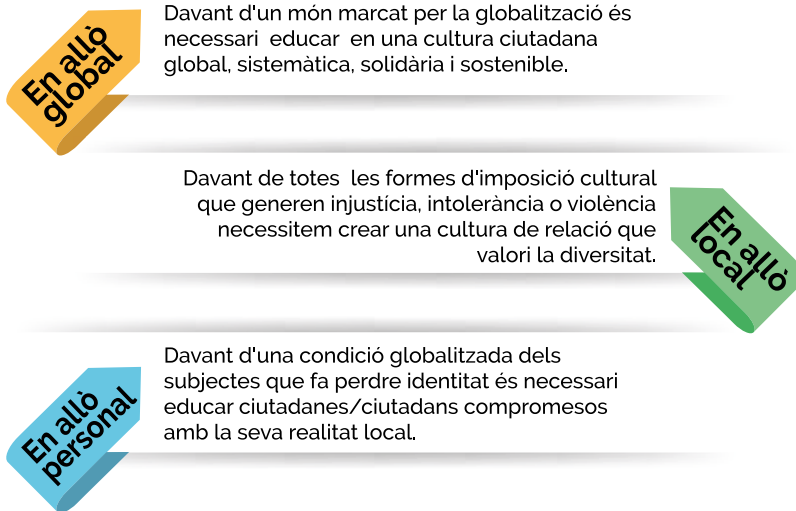 En allò
global
Davant d'un món marcat per la globalització és
necessari educar en una cultura ciutadana
global, sistemàtica, solidària i sostenible.
Davant de totes les formes d'imposició cultural
que generen injustícia, intolerància o violència
necessitem crear una cultura de relació que
valori la diversitat.
En allò
local
En allò
personal
Davant d'una condició globalitzada dels
subjectes que fa perdre identitat és necessari
educar ciutadanes/ciutadans compromesos
amb la seva realitat local.